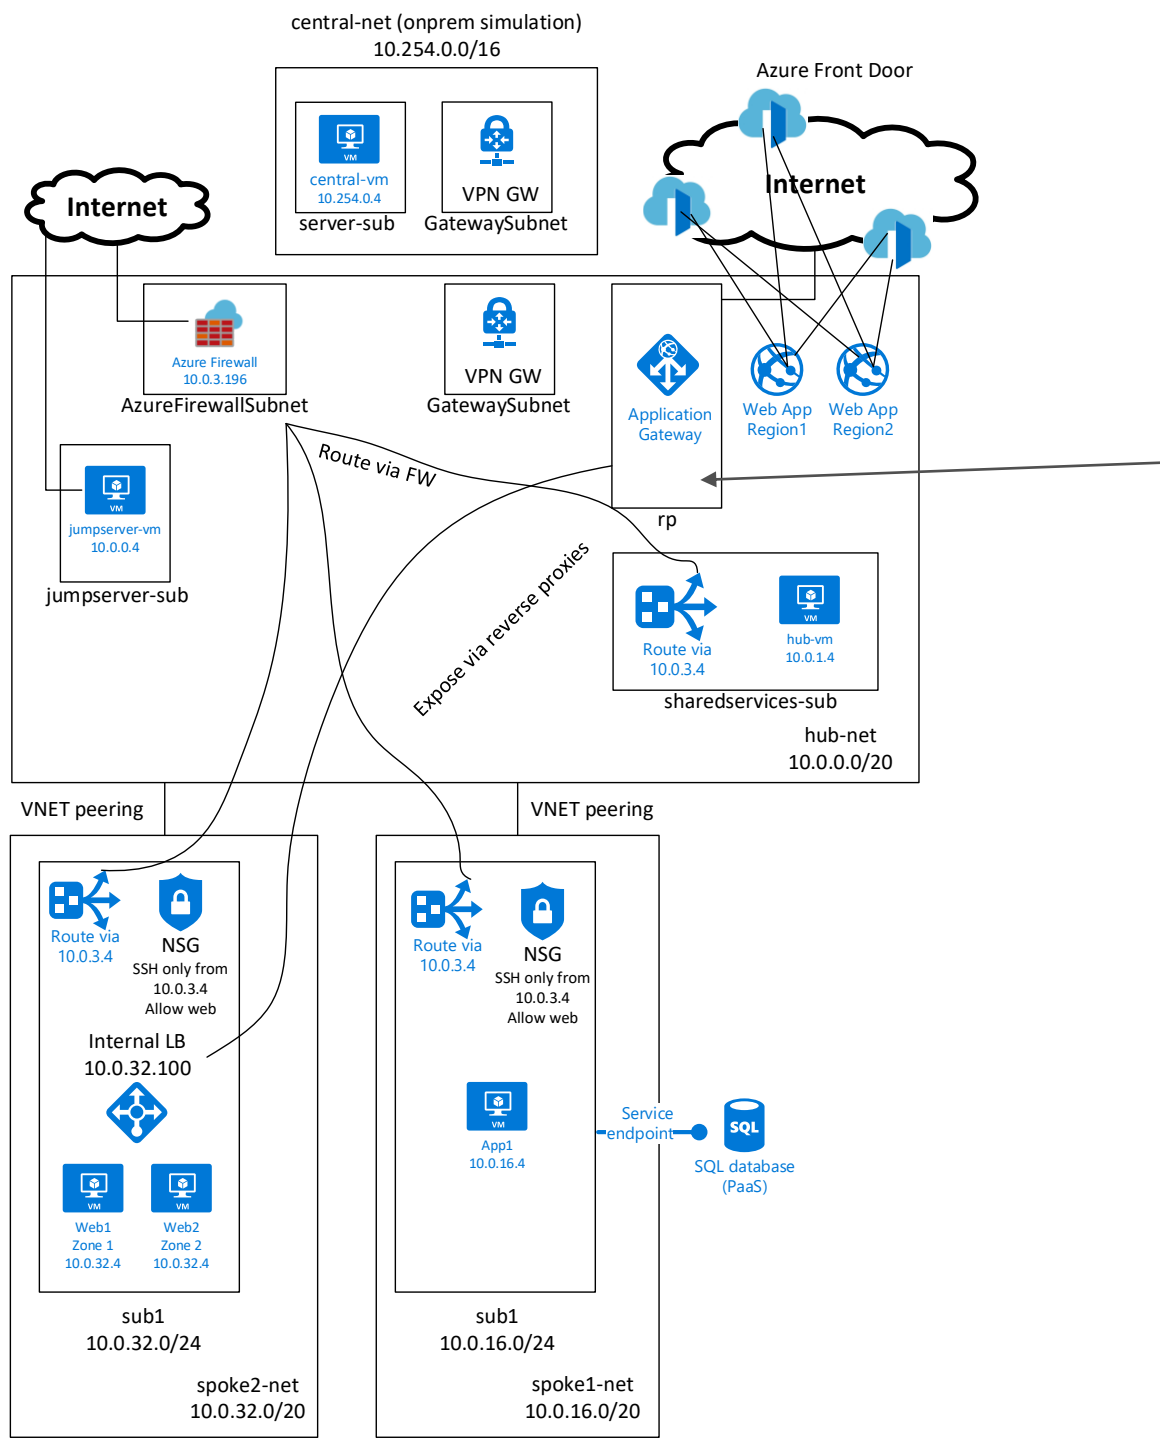 central-net (onprem simulation)
10.254.0.0/16
Azure Front Door
VM
central-vm
10.254.0.4
server-sub
VPN GW
GatewaySubnet
Internet
Internet
Azure Firewall
10.0.3.196
AzureFirewallSubnet
VPN GW
GatewaySubnet
Application
Gateway
rp
Web App
Region1
Web App
Region2
Route via FW
VM
jumpserver-vm
10.0.0.4
jumpserver-sub
Expose via reverse proxies
Route via
10.0.3.4
VM
hub-vm
10.0.1.4
sharedservices-sub
hub-net
10.0.0.0/20
VNET peering
VNET peering
Route via
10.0.3.4
NSG
SSH only from
10.0.3.4
Allow web
Internal LB
10.0.32.100
VM
Web1
Zone 1
10.0.32.4
VM
Web2
Zone 2
10.0.32.4
sub1
10.0.32.0/24
spoke2-net
10.0.32.0/20
Route via
10.0.3.4
NSG
SSH only from
10.0.3.4
Allow web
VM
App1
10.0.16.4
Service
endpoint
SQL
SQL database
(PaaS)
sub1
10.0.16.0/24
spoke1-net
10.0.16.0/20